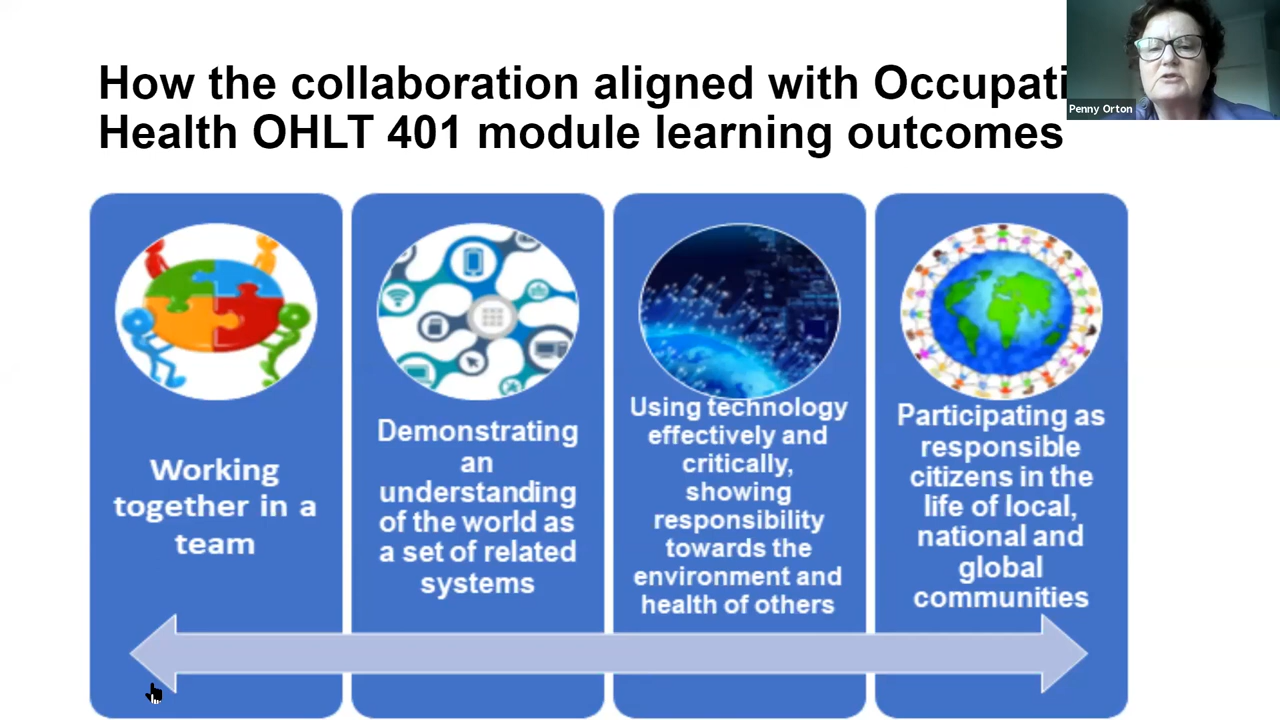 How the collaboration aligned with Occupati
Health OHLT 401 module learning outcomes
Penny Orton
Working
together in a
team
Demonstrating
an
understanding
of the world as
a set of related
systems
Using technology
effectively and
critically,
showing
responsibility
towards the
environment and
health of others
Participating as
responsible
citizens in the
life of local,
national and
global
communities